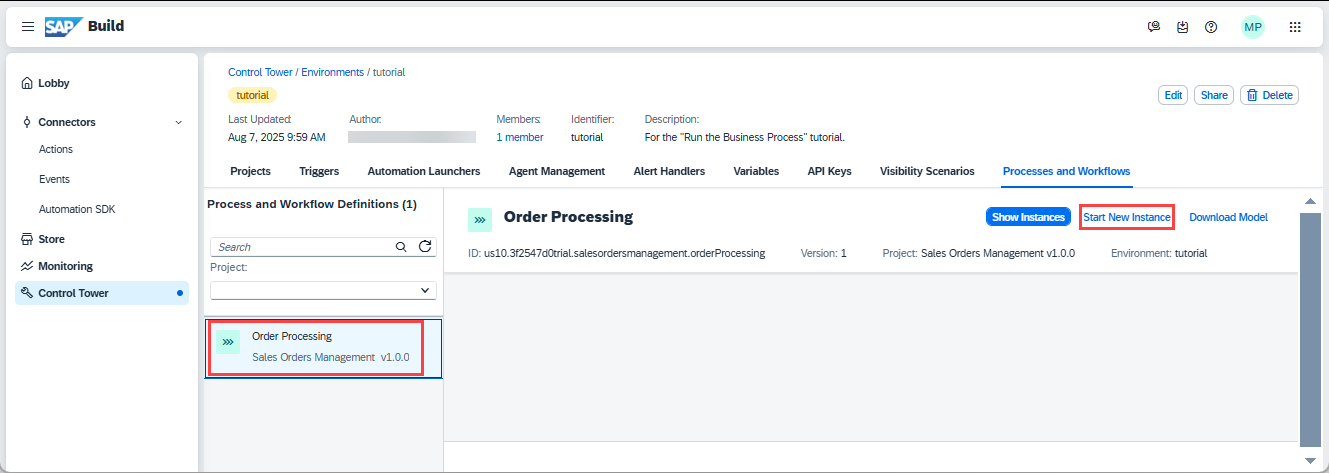 SAP Build
MP
Lobby
Connectors
Actions
Events
Automation SDK
Store
Monitoring
Control Tower
Control Tower / Environments / tutorial
tutorial
Edit Share Delete
Last Updated: Author: Members: Identifier: Description:
Aug 7, 2025 9:59 AM 1 member tutorial For the "Run the Business Process" tutorial.
Projects Triggers Automation Launchers Agent Management Alert Handlers Variables API Keys Visibility Scenarios Processes and Workflows
Process and Workflow Definitions (1)
Search
Project:
Order Processing
Sales Orders Management v1.0.0
Order Processing
Show Instances Start New Instance Download Model
ID: us10.3f2547d0trial.salesordersmanagement.orderProcessing Version: 1 Project: Sales Orders Management v1.0.0 Environment: tutorial